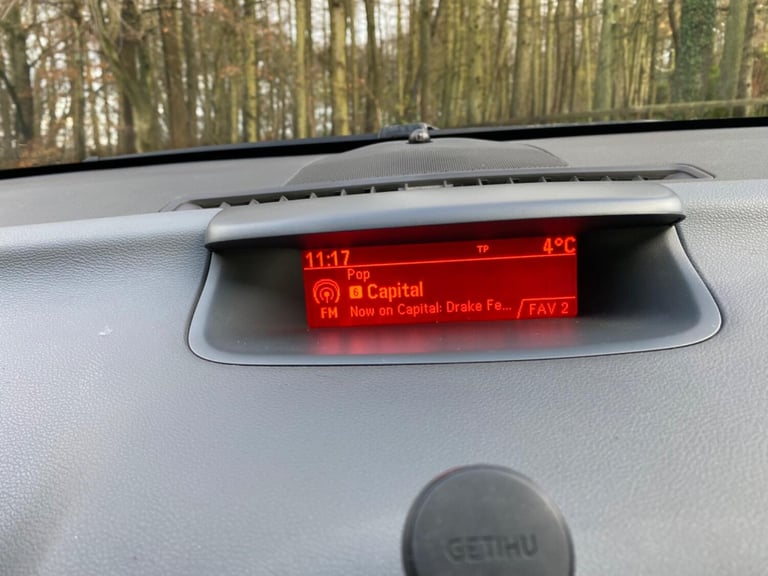 11:17 TP 4°C
Pop
6 Capital
FM Now on Capital: Drake Fe... FAV 2
GETIHU